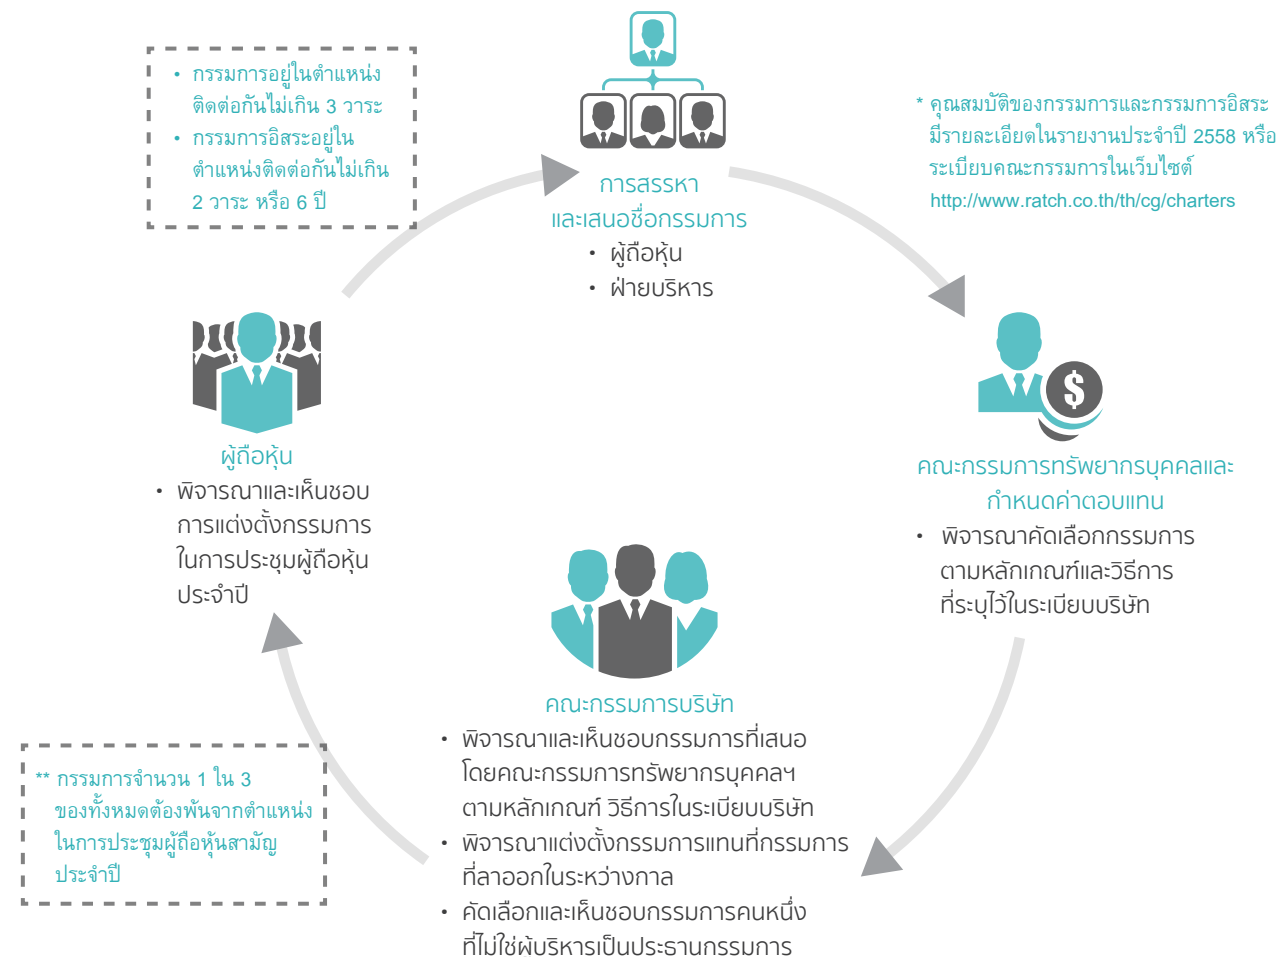 • กรรมการอยู่ในตำแหน่ง
ติดต่อกันไม่เกิน 3 วาระ
• กรรมการอิสระอยู่ใน
ตำแหน่งติดต่อกันไม่เกิน
2 วาระ หรือ 6 ปี
การสรรหา
และเสนอชื่อกรรมการ
• ผู้ถือหุ้น
• ฝ่ายบริหาร
* คุณสมบัติของกรรมการและกรรมการอิสระ
มีรายละเอียดในรายงานประจำปี 2558 หรือ
ระเบียบคณะกรรมการในเว็บไซต์
http://www.ratch.co.th/th/cg/charters
$
คณะกรรมการทรัพยากรบุคคลและ
กำหนดค่าตอบแทน
• พิจารณาคัดเลือกกรรมการ
ตามหลักเกณฑ์และวิธีการ
ที่ระบุไว้ในระเบียบบริษัท
คณะกรรมการบริษัท
• พิจารณาและเห็นชอบกรรมการที่เสนอ
โดยคณะกรรมการทรัพยากรบุคคลฯ
ตามหลักเกณฑ์ วิธีการในระเบียบบริษัท
• พิจารณาแต่งตั้งกรรมการแทนที่กรรมการ
ที่ลาออกในระหว่างกาล
• คัดเลือกและเห็นชอบกรรมการคนหนึ่ง
ที่ไม่ใช่ผู้บริหารเป็นประธานกรรมการ
ผู้ถือหุ้น
• พิจารณาและเห็นชอบ
การแต่งตั้งกรรมการ
ในการประชุมผู้ถือหุ้น
ประจำปี
** กรรมการจำนวน 1 ใน 3
ของทั้งหมดต้องพ้นจากตำแหน่ง
ในการประชุมผู้ถือหุ้นสามัญ
ประจำปี